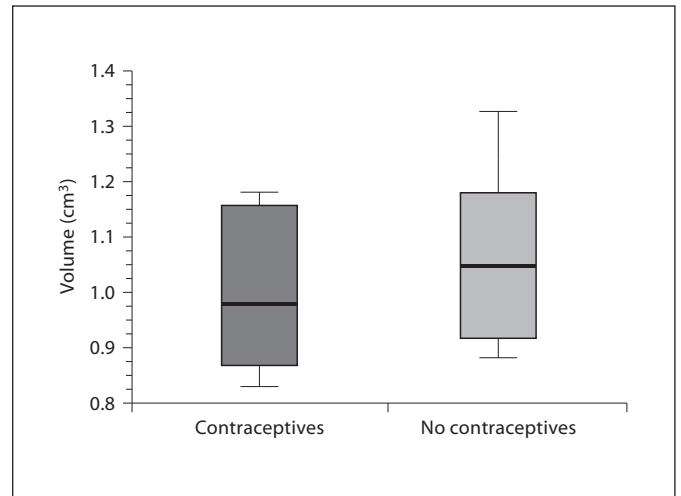 1.4
1.3
1.2
1.1
1.0
0.9
0.8
Volume (cm³)
Contraceptives
No contraceptives